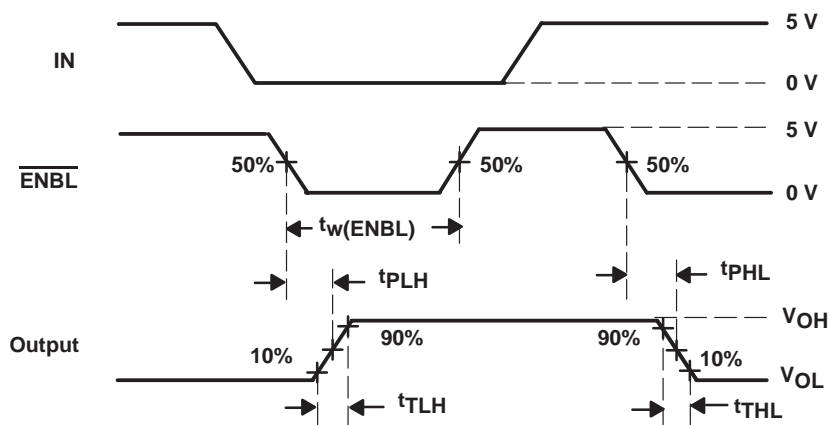 IN
5 V
0 V
ENBL
5 V
50%
50%
50%
0 V
tw(ENBL)
tPLH
tPHL
Output
10%
90%
90%
10%
VOH
VOL
tTLH
tTHL